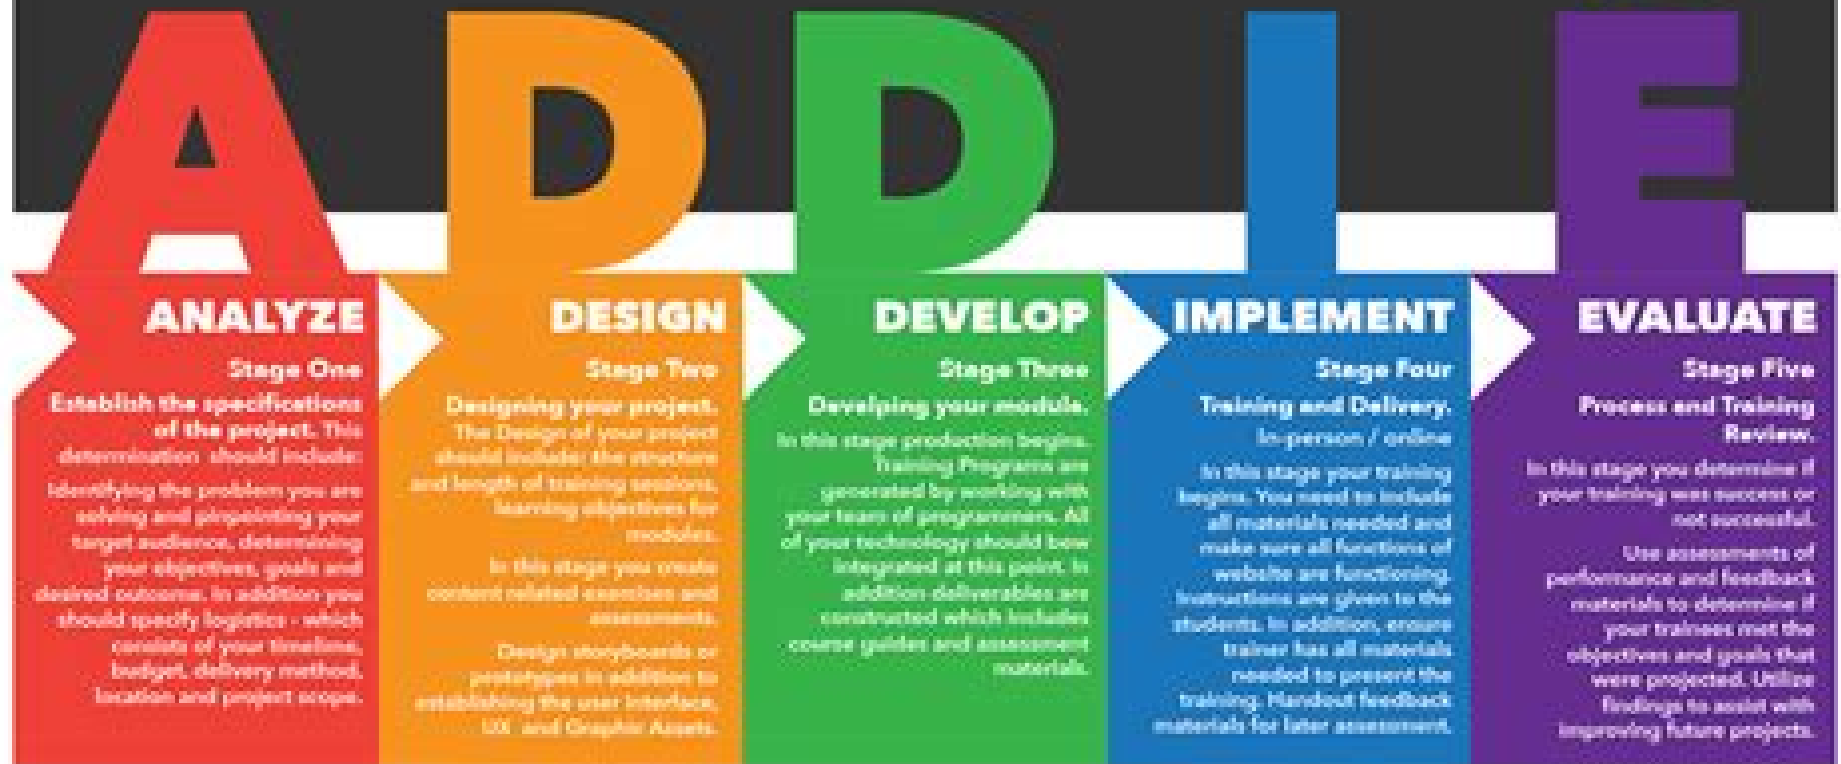 ADDIE
ANALYZE
Stage One
Establish the specifications
of the project. This
determination should include:
Identifying the problem you are
solving and pinpointing your
target audience, determining
your objectives, goals and
desired outcome. In addition you
should specify logistics - which
consists of your timeline,
budget, delivery method,
location and project scope.
DESIGN
Stage Two
Designing your project.
The Design of your project
should include: the structure
and length of training sessions,
learning objectives for
modules.
In this stage you create
content related exercises and
assessments.
Design storyboards or
prototypes in addition to
establishing the user interface,
UX and Graphic Assets.
DEVELOP
Stage Three
Develping your module.
In this stage production begins.
Training Programs are
generated by working with
your team of programmers. All
of your technology should bow
integrated at this point. In
addition deliverables are
constructed which includes
course guides and assessment
materials.
IMPLEMENT
Stage Four
Training and Delivery.
In-person / online
In this stage your training
begins. You need to include
all materials needed and
make sure all functions of
website are functioning.
Instructions are given to the
students. In addition, ensure
trainer has all materials
needed to present the
training. Handout feedback
materials for later assessment.
EVALUATE
Stage Five
Process and Training
Review.
In this stage you determine if
your training was success or
not successful.
Use assessments of
performance and feedback
materials to determine if
your trainees met the
objectives and goals that
were projected. Utilize
findings to assist with
improving future projects.